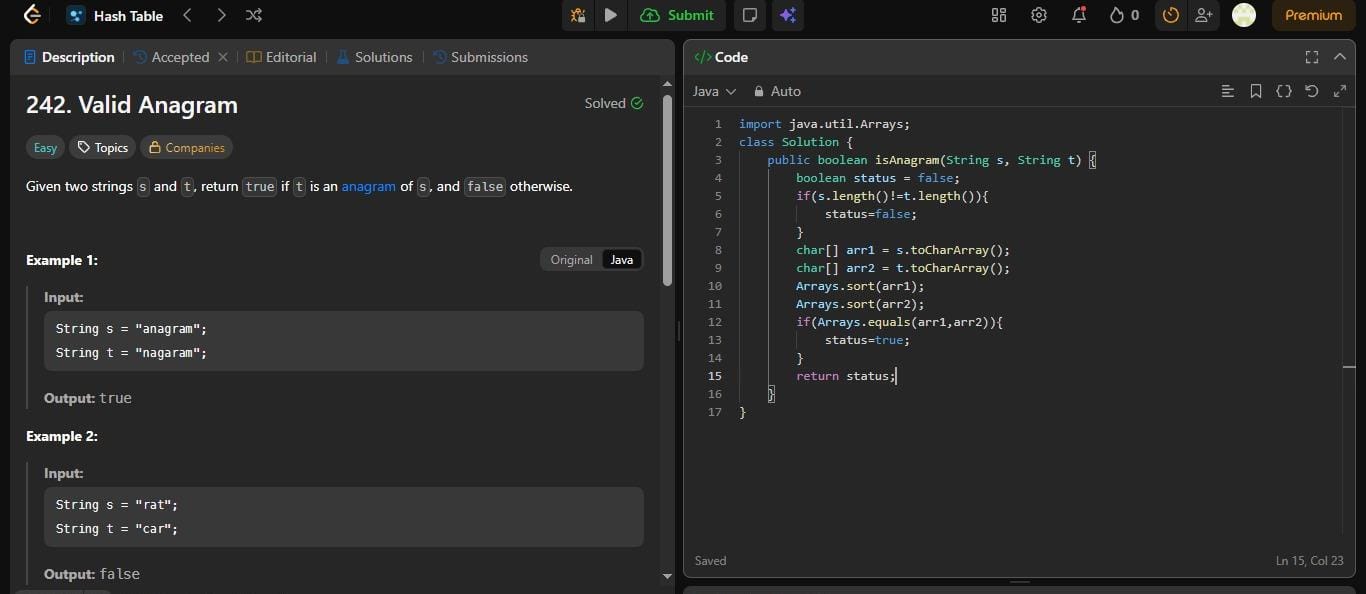 Hash Table
Submit
0
Premium
Description
Accepted
Editorial
Solutions
Submissions
242. Valid Anagram
Solved
Easy
Topics
Companies
Given two strings s and t, return true if t is an anagram of s, and false otherwise.
Example 1:
Original
Java
Input:
String s = "anagram";
String t = "nagaram";
Output: true
Example 2:
Input:
String s = "rat";
String t = "car";
Output: false
</> Code
Java
Auto
1 import java.util.Arrays;
2 class Solution {
3 public boolean isAnagram(String s, String t) {
4 boolean status = false;
5 if(s.length()!=t.length()){
6 status=false;
7 }
8 char[] arr1 = s.toCharArray();
9 char[] arr2 = t.toCharArray();
10 Arrays.sort(arr1);
11 Arrays.sort(arr2);
12 if(Arrays.equals(arr1,arr2)){
13 status=true;
14 }
15 return status;
16 }
17 }
Saved
Ln 15, Col 23